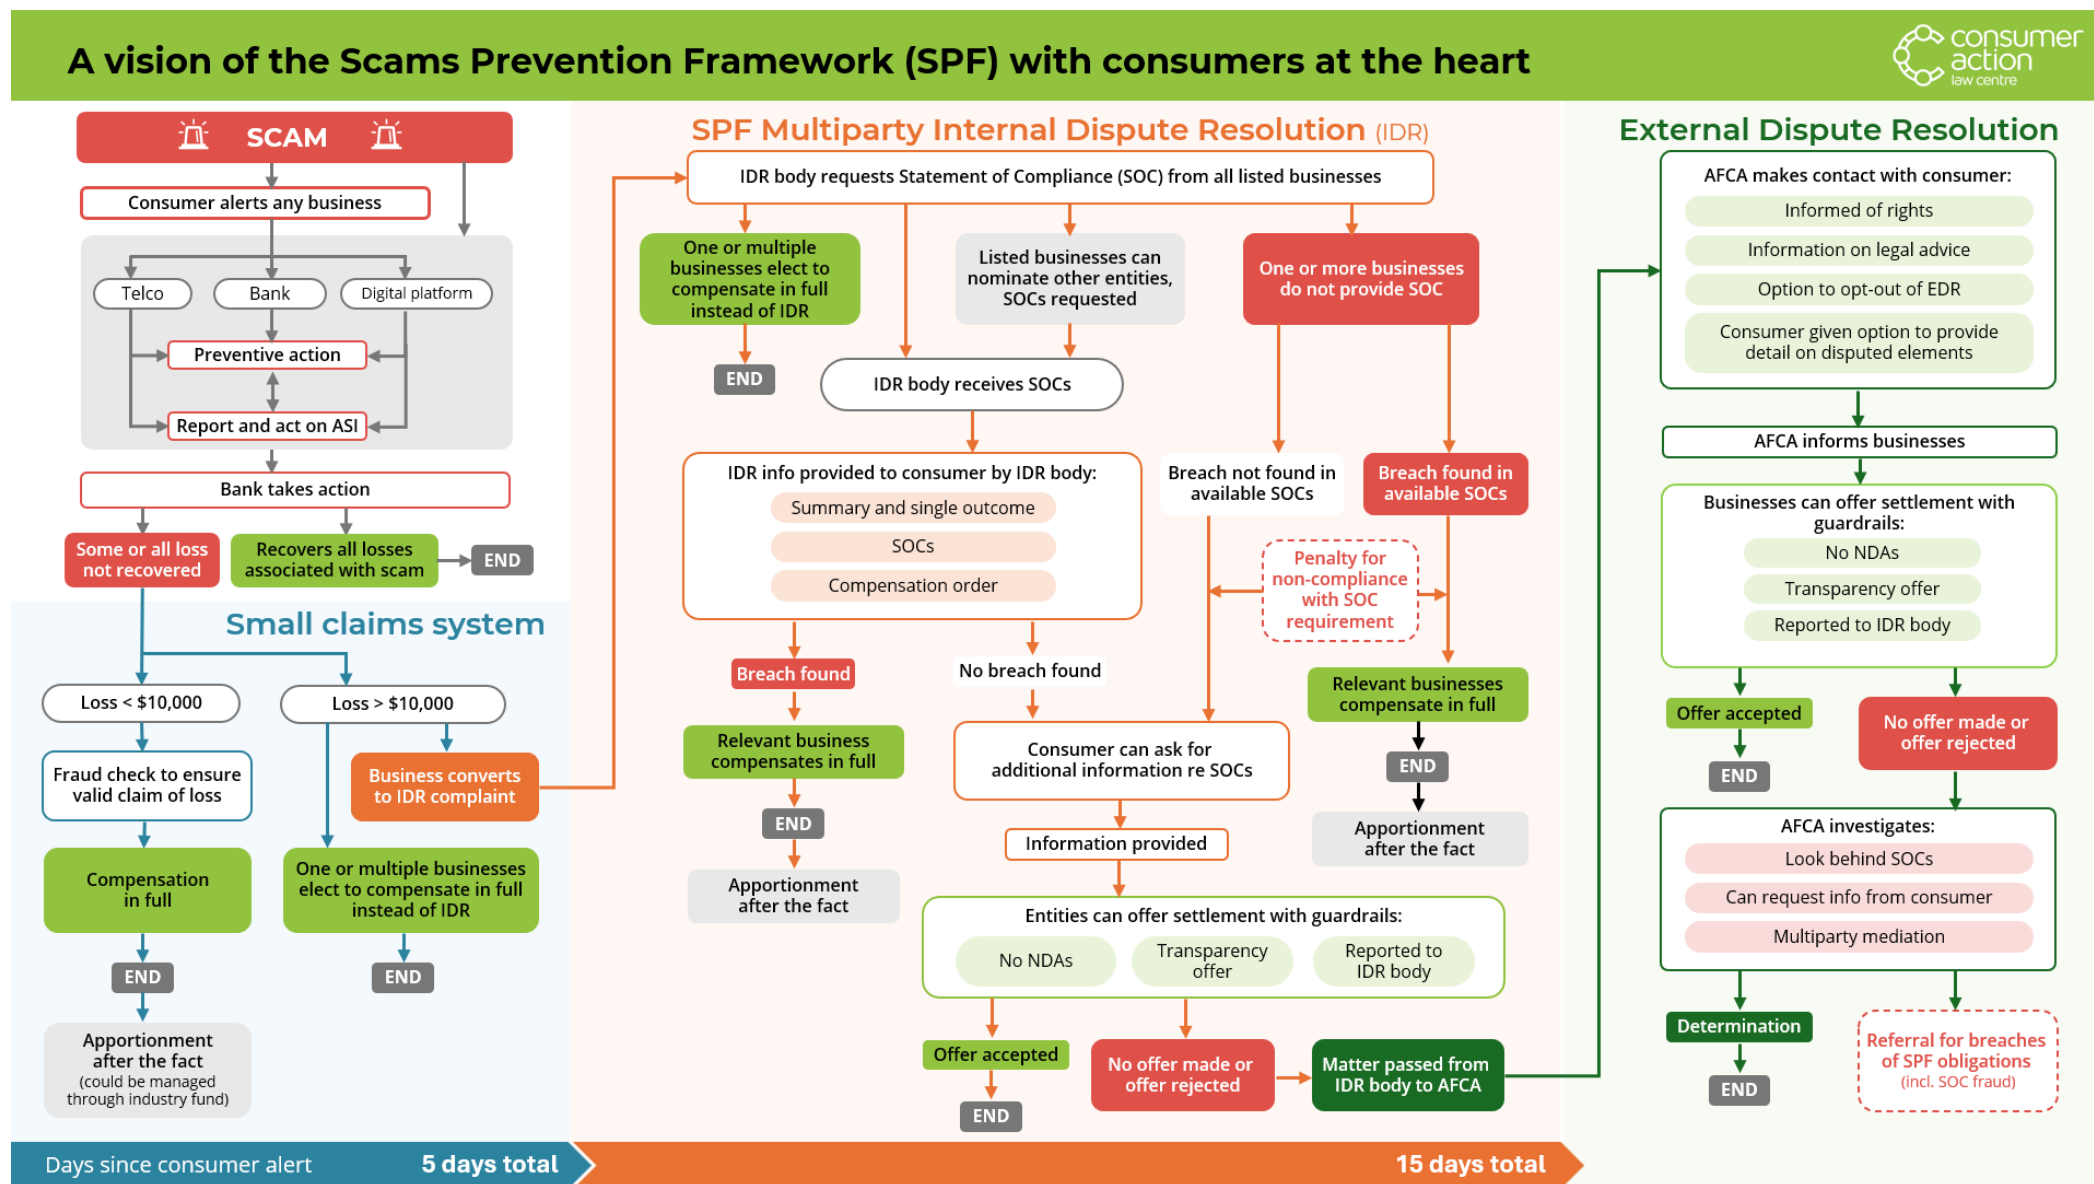 A vision of the Scams Prevention Framework (SPF) with consumers at the heart
consumer
action
law centre
SCAM
Consumer alerts any business
Telco
Bank
Digital platform
Preventive action
Report and act on ASI
Bank takes action
Some or all loss
not recovered
Recovers all losses
associated with scam
END
Small claims system
Loss < $10,000
Loss > $10,000
Fraud check to ensure
valid claim of loss
Business converts
to IDR complaint
Compensation
in full
One or multiple businesses
elect to compensate in full
instead of IDR
END
END
Apportionment
after the fact
(could be managed
through industry fund)
SPF Multiparty Internal Dispute Resolution (IDR)
IDR body requests Statement of Compliance (SOC) from all listed businesses
One or multiple
businesses elect to
compensate in full
instead of IDR
Listed businesses can
nominate other entities,
SOCs requested
One or more businesses
do not provide SOC
END
IDR body receives SOCs
IDR info provided to consumer by IDR body:
Summary and single outcome
SOCs
Compensation order
Breach not found in
available SOCs
Breach found in
available SOCs
Penalty for
non-compliance
with SOC
requirement
Breach found
No breach found
Relevant businesses
compensate in full
Relevant business
compensates in full
Consumer can ask for
additional information re SOCs
END
END
Information provided
Apportionment
after the fact
Apportionment
after the fact
Entities can offer settlement with guardrails:
No NDAs
Transparency
offer
Reported to
IDR body
Offer accepted
No offer made or
offer rejected
Matter passed from
IDR body to AFCA
END
External Dispute Resolution
AFCA makes contact with consumer:
Informed of rights
Information on legal advice
Option to opt-out of EDR
Consumer given option to provide
detail on disputed elements
AFCA informs businesses
Businesses can offer settlement with
guardrails:
No NDAs
Transparency offer
Reported to IDR body
Offer accepted
No offer made or
offer rejected
END
AFCA investigates:
Look behind SOCs
Can request info from consumer
Multiparty mediation
Determination
Referral for breaches
of SPF obligations
(incl. SOC fraud)
END
Days since consumer alert
5 days total
15 days total